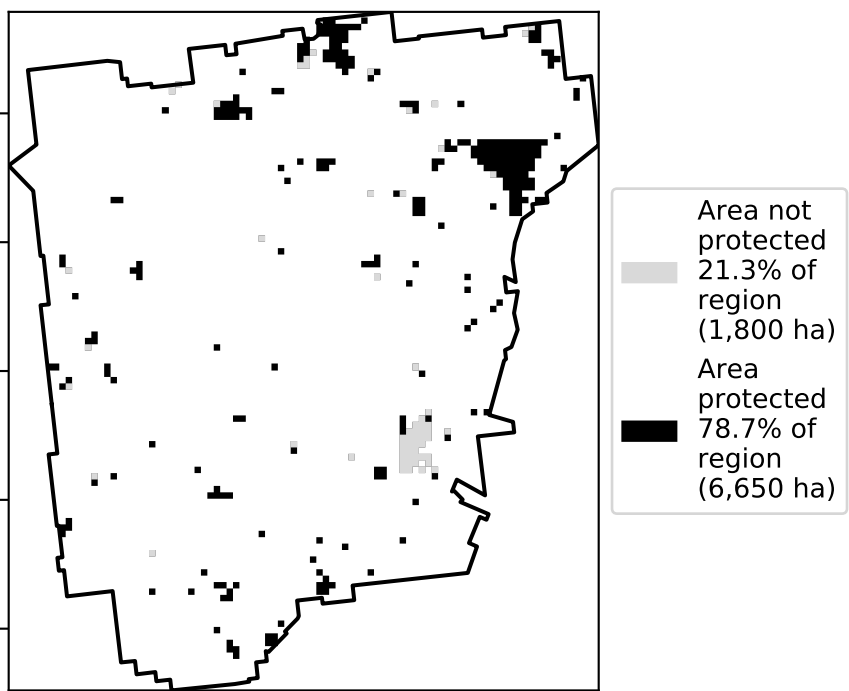 Area not
protected
21.3% of
region
(1,800 ha)
Area
protected
78.7% of
region
(6,650 ha)